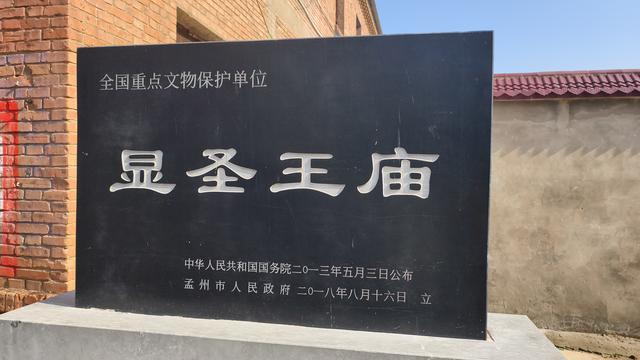 全国重点文物保护单位
显圣王庙
中华人民共和国国务院二〇一三年五月三日公布
孟州市人民政府 二〇一八年八月十六日 立